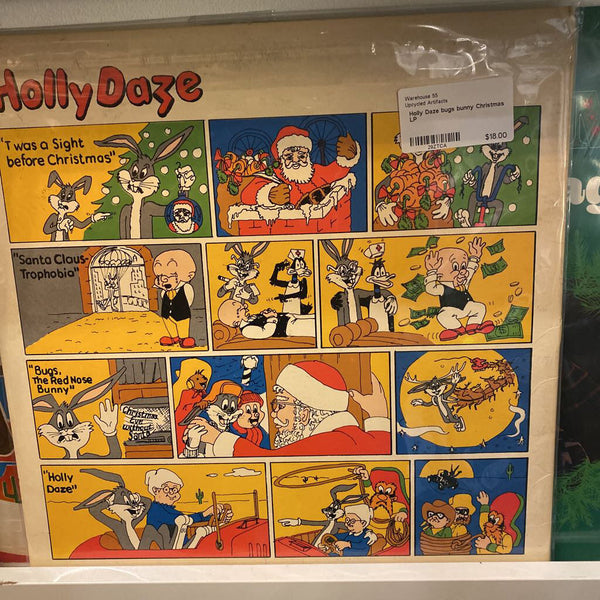 Holly Daze
Warehouse 55
Upcycled Artifacts
Holly Daze bugs bunny Christmas
LP
29ZTCA
$18.00
"T was a Sight
before Christmas"
"Santa Claus-
Trophobia"
"Bugs,
The Red Nose
Bunny"
Christmas
Eve
without
Santa
"Holly
Daze"